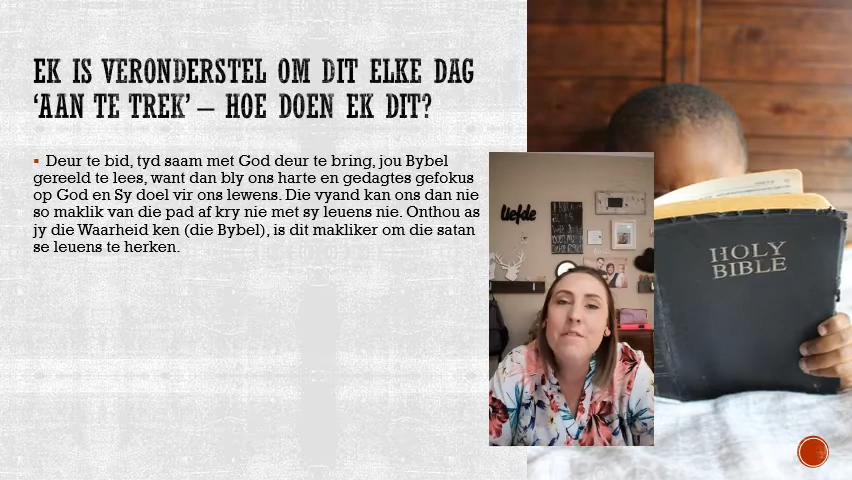 EK IS VERONDERSTEL OM DIT ELKE DAG
‘AAN TE TREK’ – HOE DOEN EK DIT?
▪ Deur te bid, tyd saam met God deur te bring, jou Bybel
gereeld te lees, want dan bly ons harte en gedagtes gefokus
op God en Sy doel vir ons lewens. Die vyand kan ons dan nie
so maklik van die pad af kry nie met sy leuens nie. Onthou as
jy die Waarheid ken (die Bybel), is dit makliker om die satan
se leuens te herken.
liefde
HOLY
BIBLE